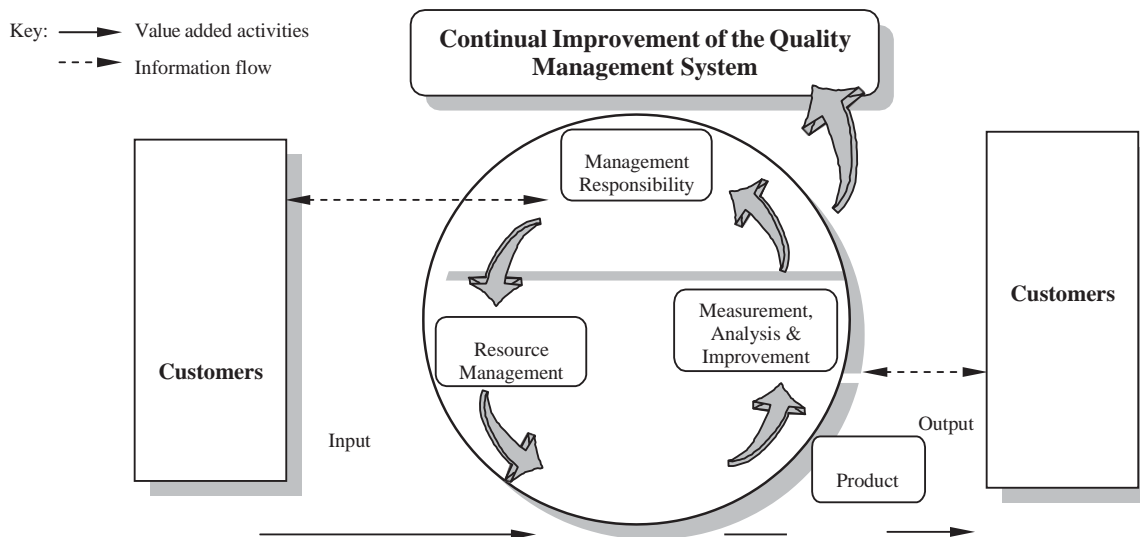 Key:
Value added activities
Information flow
Continual Improvement of the Quality
Management System
Management
Responsibility
Customers
Measurement,
Analysis &
Improvement
Resource
Management
Customers
Input
Output
Product